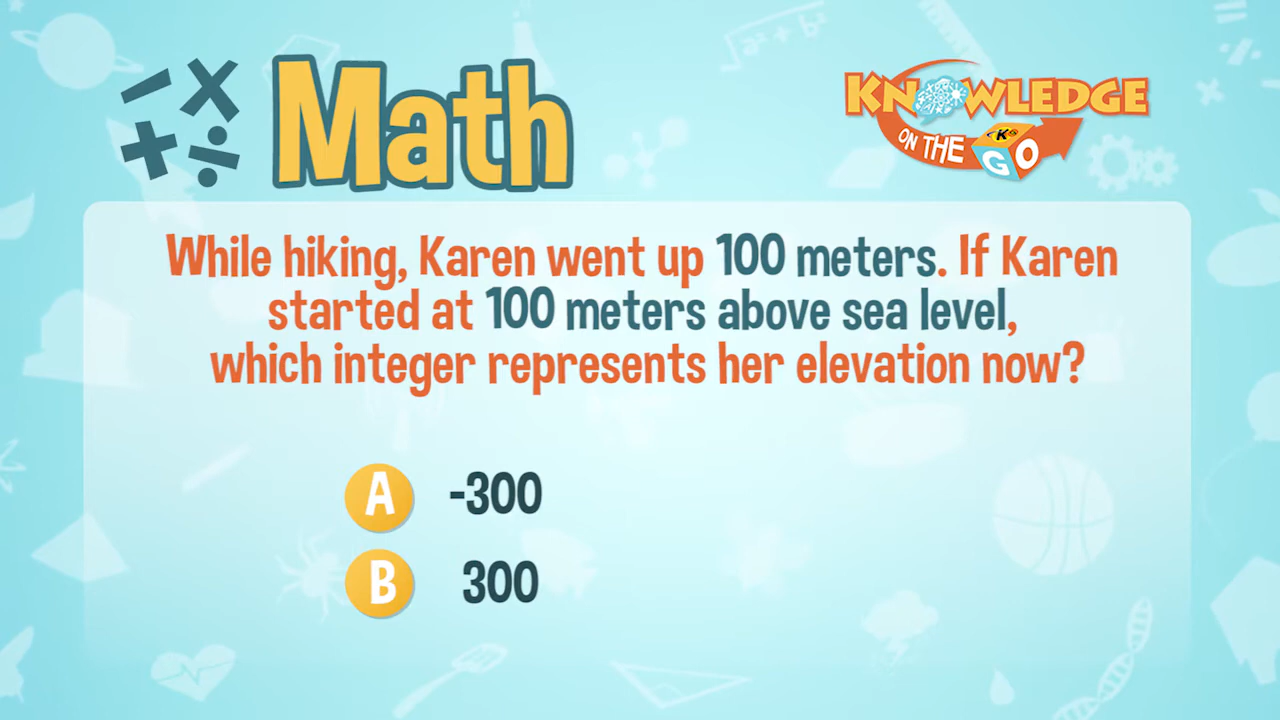 Math
KNOWLEDGE
ON THE GO
While hiking, Karen went up 100 meters. If Karen
started at 100 meters above sea level,
which integer represents her elevation now?
A -300
B 300